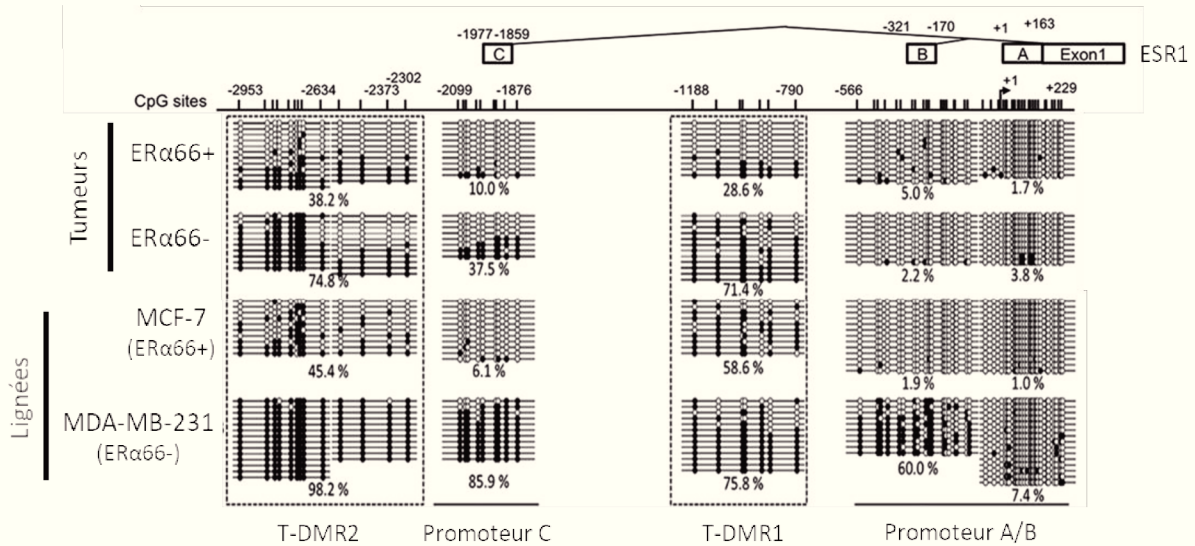 -1977 -1859 -321 -170 +1 +163
C B A Exon1 ESR1
-2953 -2634 -2373 -2302 -2099 -1876 -1188 -790 -566 +1 +229
CpG sites
Tumeurs
ERα66+
38.2 % 10.0 % 28.6 % 5.0 % 1.7 %
ERα66-
74.8 % 37.5 % 71.4 % 2.2 % 3.8 %
Lignées
MCF-7
(ERα66+)
45.4 % 6.1 % 58.6 % 1.9 % 1.0 %
MDA-MB-231
(ERα66-)
98.2 % 85.9 % 75.8 % 60.0 % 7.4 %
T-DMR2 Promoteur C T-DMR1 Promoteur A/B